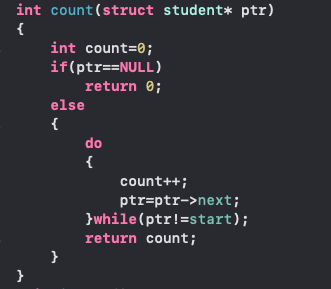 int count(struct student* ptr)
{
    int count=0;
    if(ptr==NULL)
        return 0;
    else
    {
        do
        {
            count++;
            ptr=ptr->next;
        }while(ptr!=start);
        return count;
    }
}